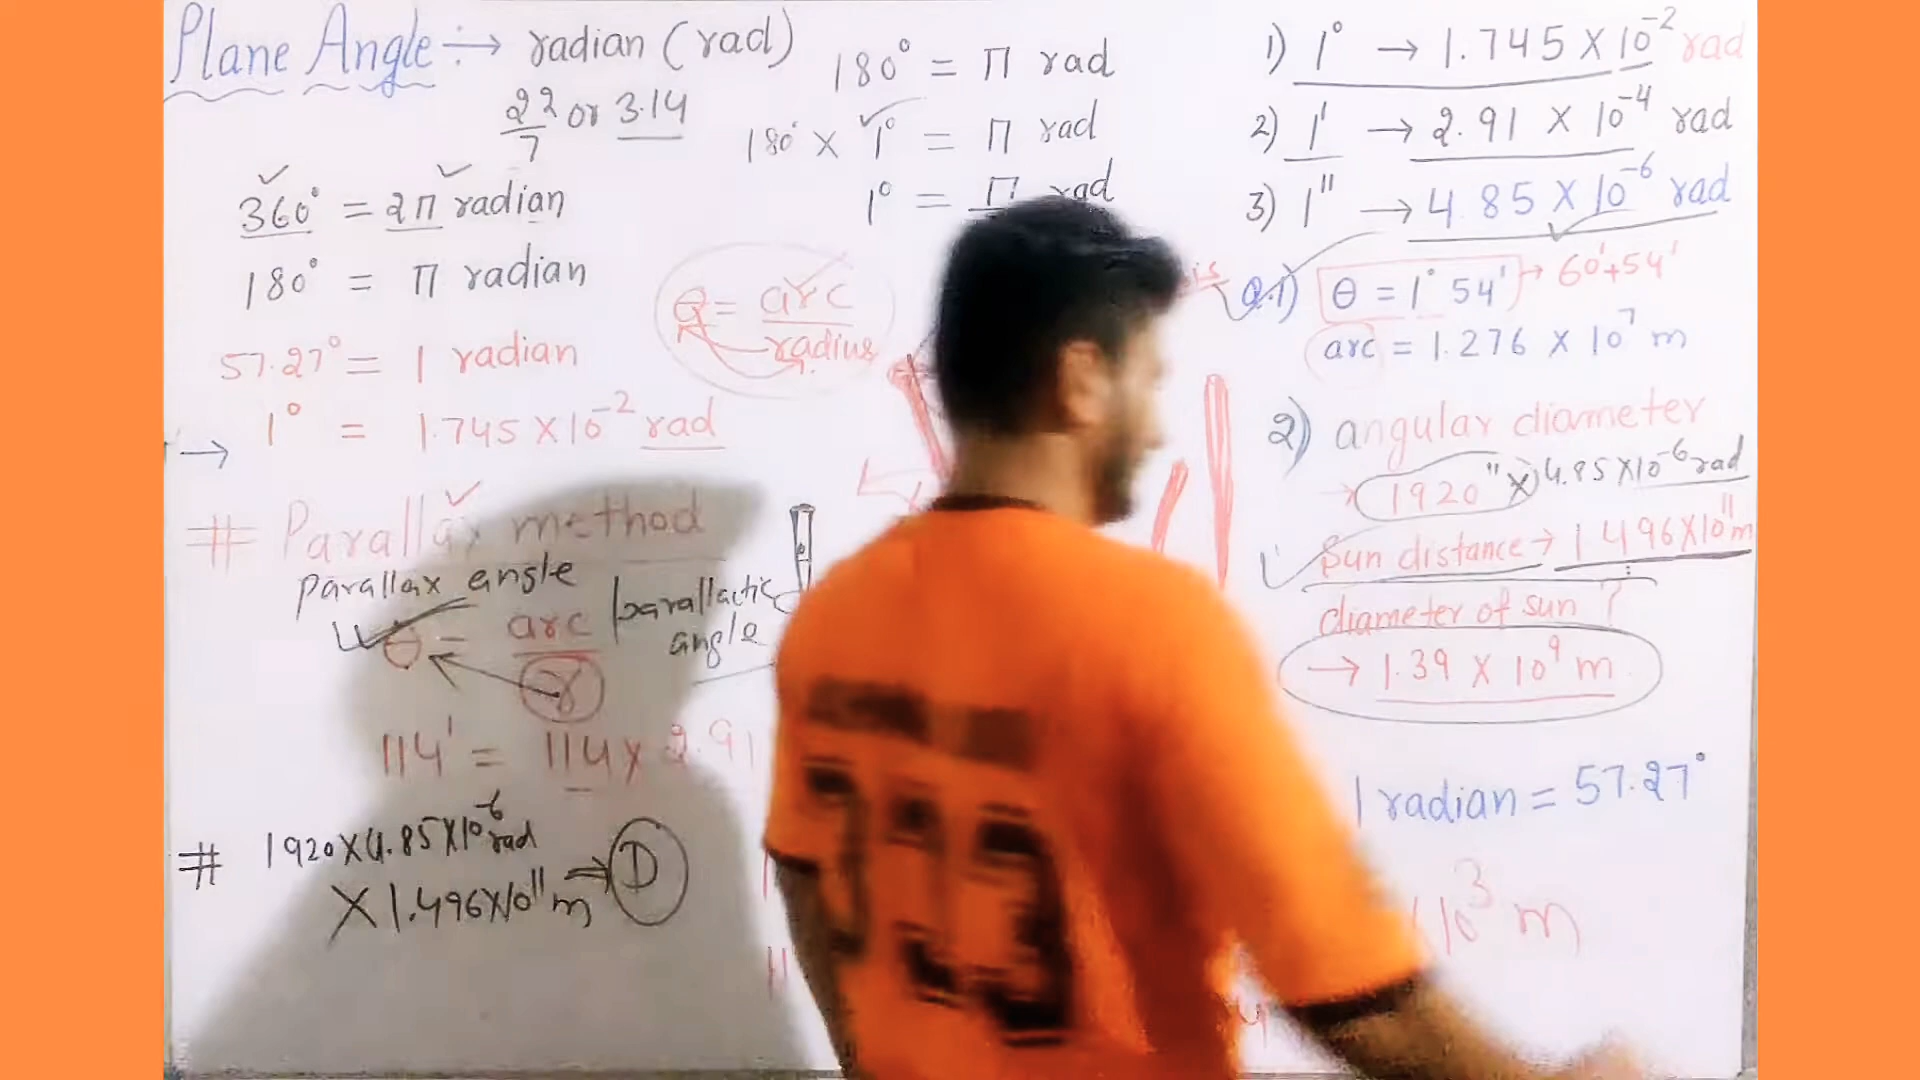 Plane Angle :→ radian (rad)
22/7 or 3.14
360° = 2π radian
180° = π radian
57.27° = 1 radian
→ 1° = 1.745 × 10⁻² rad
180° = π rad
180° × 1° = π rad
1° = π rad
θ = arc/radius
# Parallax method
parallax angle
θ = arc/r
parallactic angle
114' = 114 × 2.91
# 1920 × 4.85 × 10⁻⁶ rad
× 1.496 × 10¹¹ m → D
1) 1° → 1.745 × 10⁻² rad
2) 1' → 2.91 × 10⁻⁴ rad
3) 1'' → 4.85 × 10⁻⁶ rad
Q.1) θ = 1° 54' → 60'+54'
arc = 1.276 × 10⁷ m
2) angular diameter
→ 1920'' × 4.85 × 10⁻⁶ rad
Sun distance → 1.496 × 10¹¹ m
diameter of sun ?
→ 1.39 × 10⁹ m
1 radian = 57.27°
10³ m